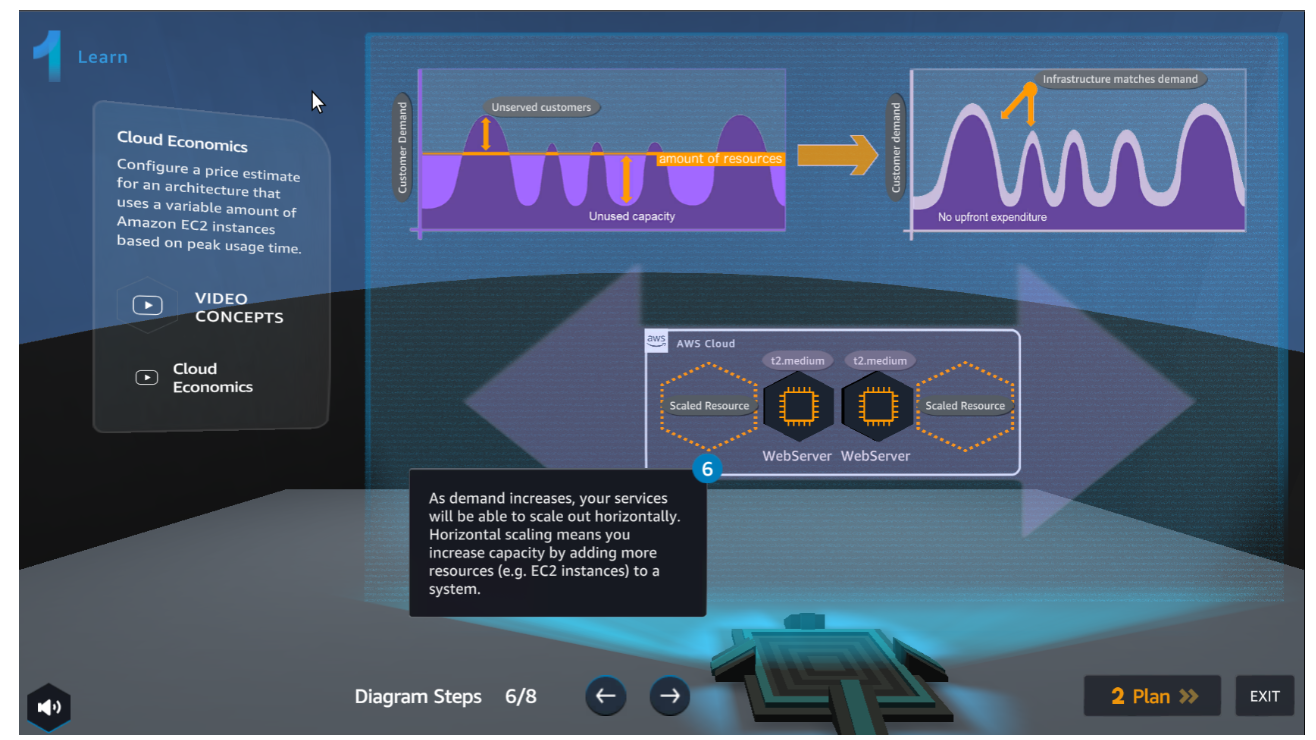 1 Learn
Cloud Economics
Configure a price estimate
for an architecture that
uses a variable amount of
Amazon EC2 instances
based on peak usage time.
VIDEO
CONCEPTS
Cloud
Economics
Customer Demand
Unserved customers
amount of resources
Unused capacity
Customer demand
Infrastructure matches demand
No upfront expenditure
aws
AWS Cloud
t2.medium
t2.medium
Scaled Resource
Scaled Resource
WebServer
WebServer
6
As demand increases, your services
will be able to scale out horizontally.
Horizontal scaling means you
increase capacity by adding more
resources (e.g. EC2 instances) to a
system.
Diagram Steps 6/8
2 Plan
EXIT